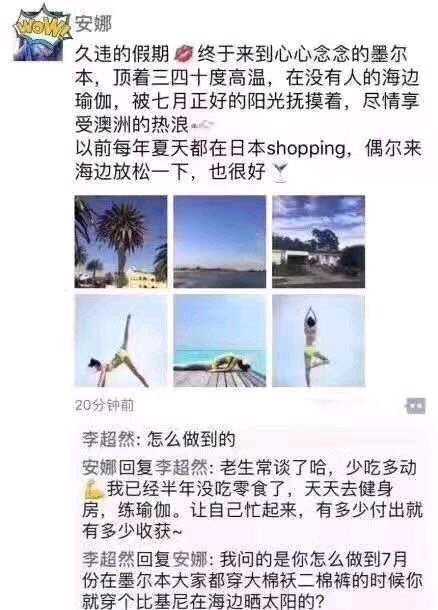 WOW!
安娜
久违的假期💋终于来到心心念念的墨尔
本，顶着三四十度高温，在没有人的海边
瑜伽，被七月正好的阳光抚摸着，尽情享
受澳洲的热浪
以前每年夏天都在日本shopping，偶尔来
海边放松一下，也很好🍸
20分钟前
李超然: 怎么做到的
安娜回复李超然: 老生常谈了哈，少吃多动
💪我已经半年没吃零食了，天天去健身
房，练瑜伽。让自己忙起来，有多少付出就
有多少收获~
李超然回复安娜: 我问的是你怎么做到7月
份在墨尔本大家都穿大棉袄二棉裤的时候你
就穿个比基尼在海边晒太阳的?